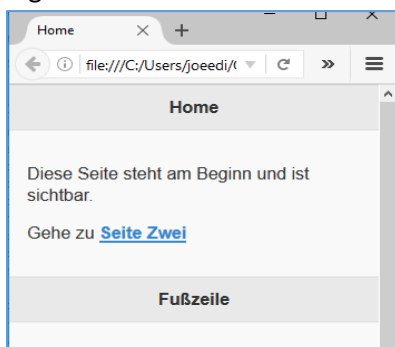 Home
file:///C:/Users/joeedi/(
Home
Diese Seite steht am Beginn und ist
sichtbar.
Gehe zu Seite Zwei
Fußzeile